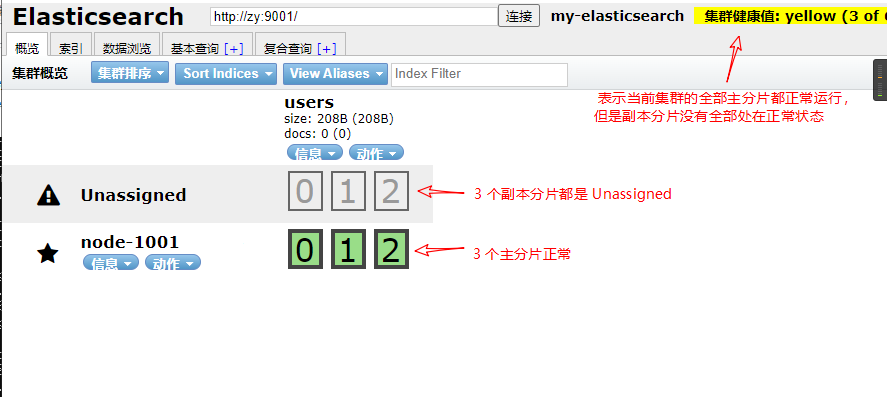 Elasticsearch http://zy:9001/ 连接 my-elasticsearch 集群健康值: yellow (3 of
概览 索引 数据浏览 基本查询 [+] 复合查询 [+]
集群概览 集群排序 Sort Indices View Aliases Index Filter
表示当前集群的全部主分片都正常运行，
但是副本分片没有全部处在正常状态
users
size: 208B (208B)
docs: 0 (0)
信息 动作
Unassigned 0 1 2 3 个副本分片都是 Unassigned
node-1001 0 1 2 3 个主分片正常
信息 动作